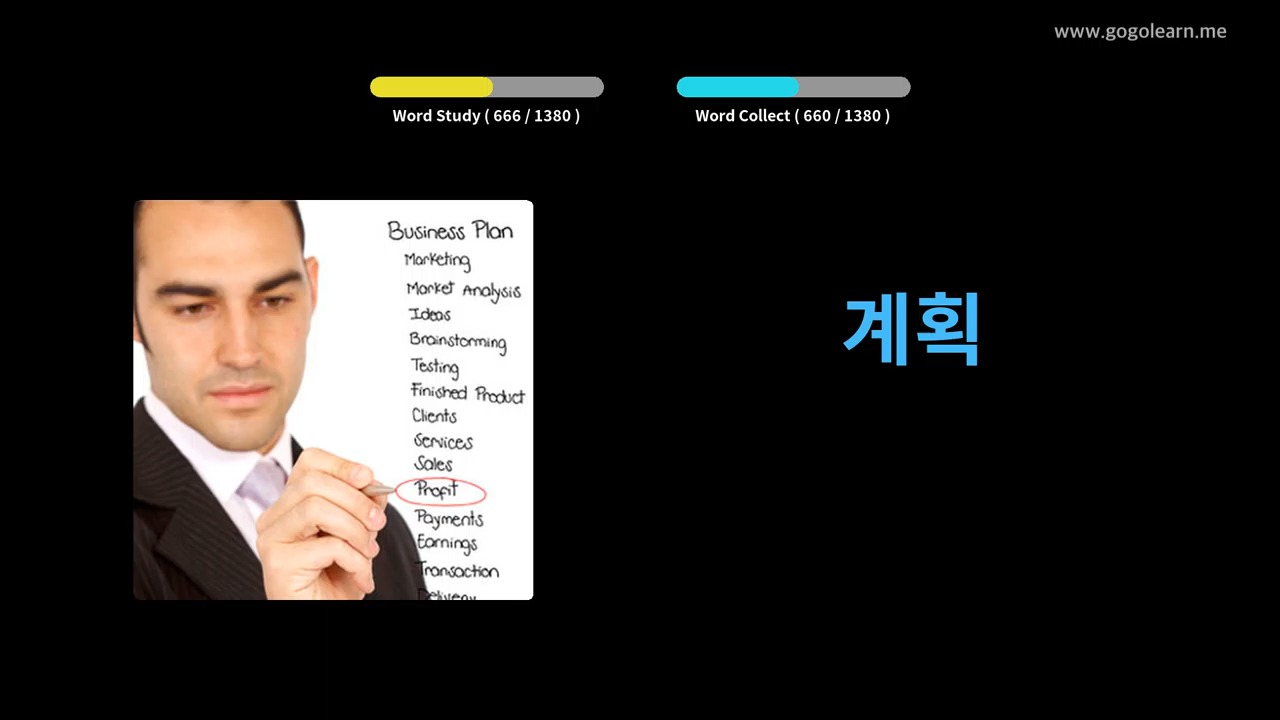 www.gogolearn.me
Word Study ( 666 / 1380 )
Word Collect ( 660 / 1380 )
Business Plan
Marketing
Market Analysis
Ideas
Brainstorming
Testing
Finished Product
Clients
Services
Sales
Profit
Payments
Earnings
Transaction
Delivery
계획